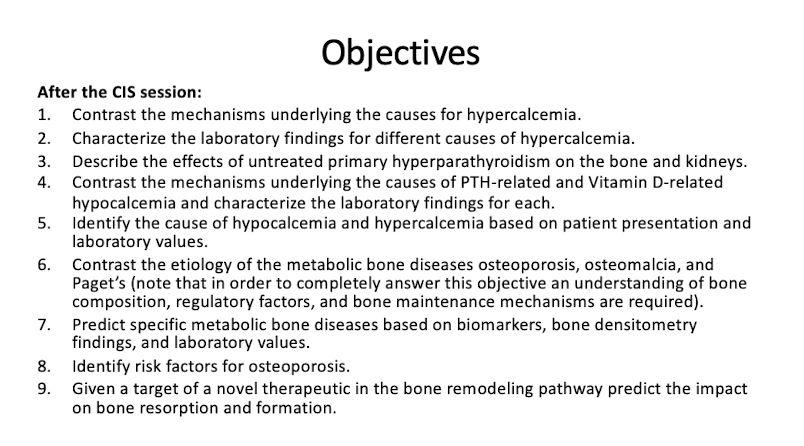 Objectives
After the CIS session:
1. Contrast the mechanisms underlying the causes for hypercalcemia.
2. Characterize the laboratory findings for different causes of hypercalcemia.
3. Describe the effects of untreated primary hyperparathyroidism on the bone and kidneys.
4. Contrast the mechanisms underlying the causes of PTH-related and Vitamin D-related
hypocalcemia and characterize the laboratory findings for each.
5. Identify the cause of hypocalcemia and hypercalcemia based on patient presentation and
laboratory values.
6. Contrast the etiology of the metabolic bone diseases osteoporosis, osteomalcia, and
Paget’s (note that in order to completely answer this objective an understanding of bone
composition, regulatory factors, and bone maintenance mechanisms are required).
7. Predict specific metabolic bone diseases based on biomarkers, bone densitometry
findings, and laboratory values.
8. Identify risk factors for osteoporosis.
9. Given a target of a novel therapeutic in the bone remodeling pathway predict the impact
on bone resorption and formation.